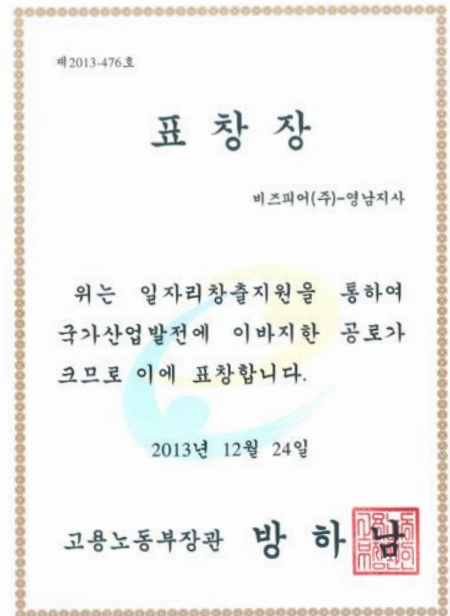 제2013-476호
표 창 장
비즈피어(주)-영남지사
위는 일자리창출지원을 통하여
국가산업발전에 이바지한 공로가
크므로 이에 표창합니다.
2013년 12월 24일
고용노동부장관 방 하 남